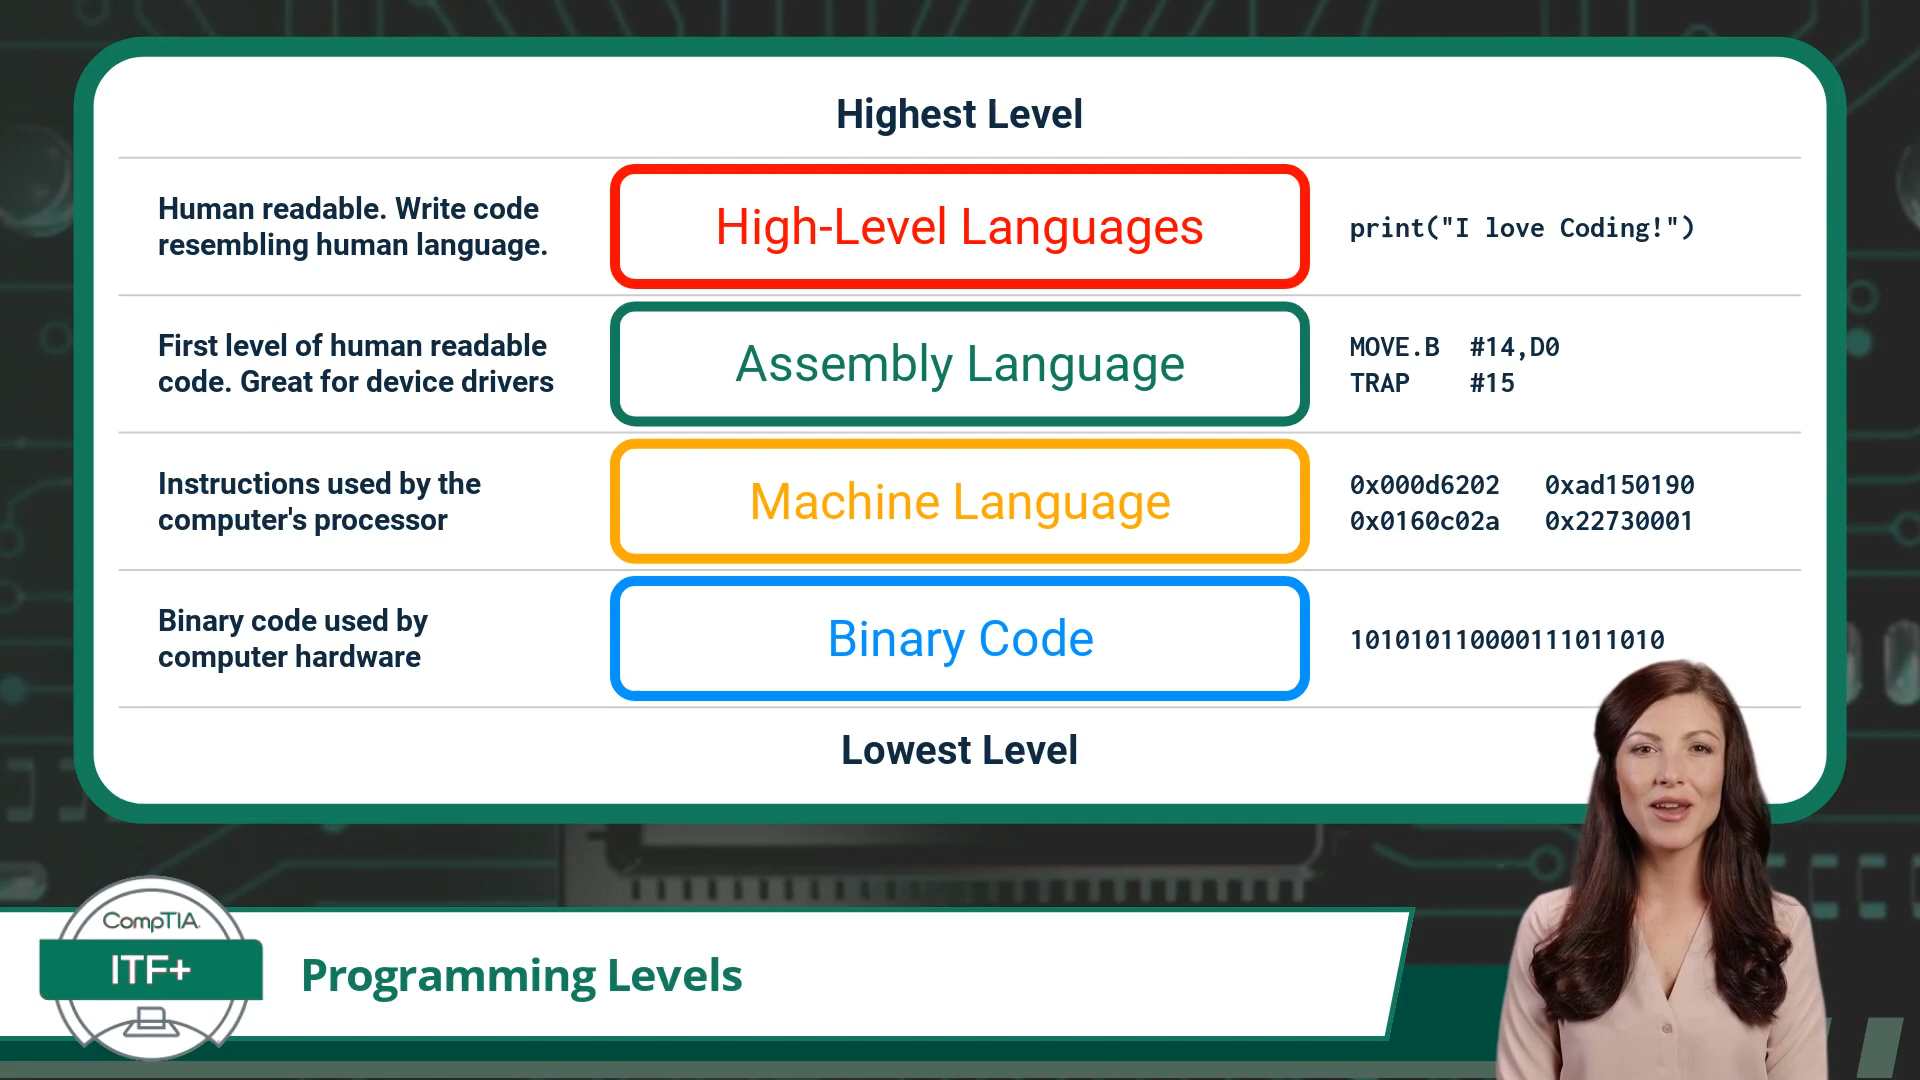 Highest Level
Human readable. Write code
resembling human language.
High-Level Languages
print("I love Coding!")
First level of human readable
code. Great for device drivers
Assembly Language
MOVE.B #14,D0
TRAP #15
Instructions used by the
computer's processor
Machine Language
0x000d6202 0xad150190
0x0160c02a 0x22730001
Binary code used by
computer hardware
Binary Code
101010110000111011010
Lowest Level
CompTIA
ITF+
Programming Levels